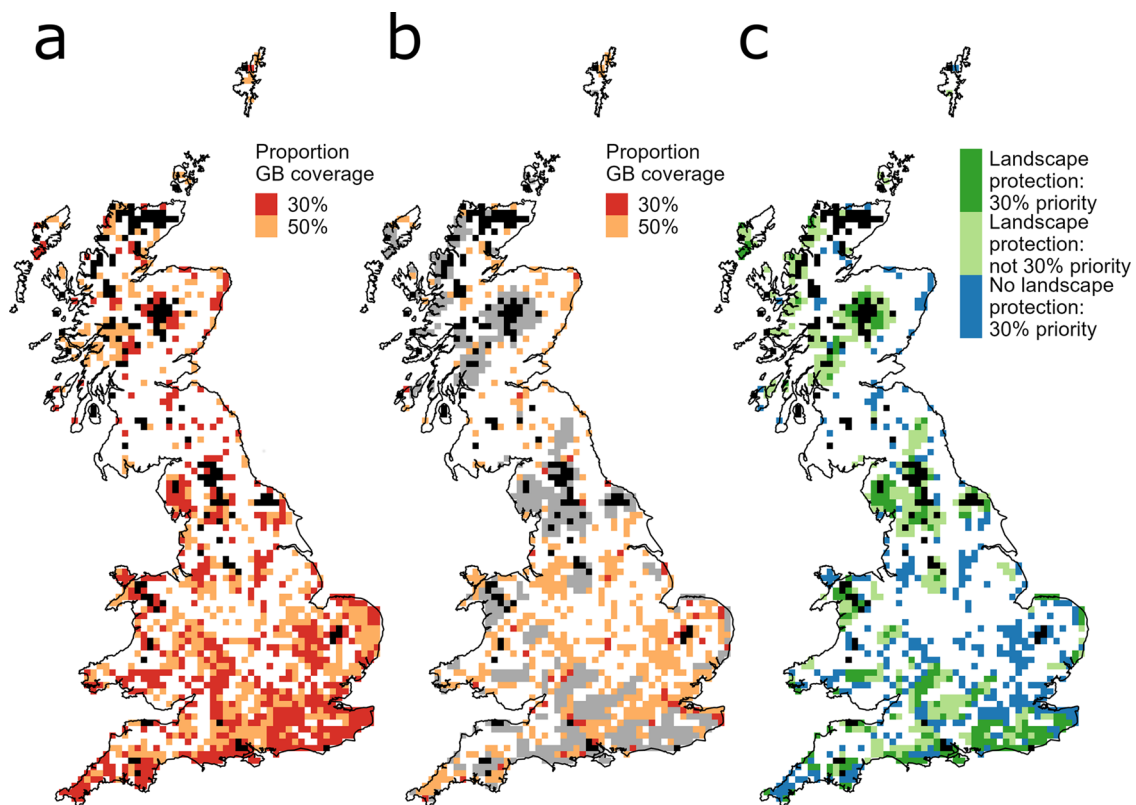 a
b
c
Proportion
GB coverage
30%
50%
Proportion
GB coverage
30%
50%
Landscape
protection:
30% priority
Landscape
protection:
not 30% priority
No landscape
protection:
30% priority